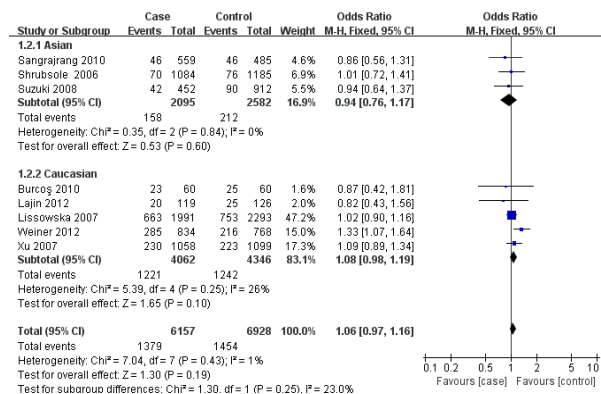 Case Control Odds Ratio Odds Ratio
Study or Subgroup Events Total Events Total Weight M-H, Fixed, 95% CI M-H, Fixed, 95% CI
1.2.1 Asian
Sangrajrang 2010 46 559 46 485 4.6% 0.86 [0.56, 1.31]
Shrubsole 2006 70 1084 76 1185 6.1% 1.01 [0.72, 1.41]
Suzuki 2008 42 452 90 912 6.2% 0.94 [0.64, 1.37]
Subtotal (95% CI) 2095 2582 16.9% 0.94 [0.76, 1.17]
Total events 158 212
Heterogeneity: Chi² = 0.35, df = 2 (P = 0.84); I² = 0%
Test for overall effect: Z = 0.53 (P = 0.60)
1.2.2 Caucasian
Burcoş 2010 23 60 25 60 1.6% 0.87 [0.42, 1.81]
Lajin 2012 20 119 25 126 2.1% 0.82 [0.43, 1.56]
Lissowska 2007 663 1991 753 2293 47.2% 1.02 [0.90, 1.16]
Weiner 2012 285 834 216 768 15.0% 1.33 [1.07, 1.64]
Xu 2007 230 1058 223 1099 17.3% 1.09 [0.89, 1.34]
Subtotal (95% CI) 4062 4346 83.1% 1.08 [0.98, 1.19]
Total events 1221 1242
Heterogeneity: Chi² = 5.39, df = 4 (P = 0.25); I² = 26%
Test for overall effect: Z = 1.65 (P = 0.10)
Total (95% CI) 6157 6928 100.0% 1.06 [0.97, 1.16]
Total events 1379 1454
Heterogeneity: Chi² = 7.04, df = 7 (P = 0.43); I² = 1%
Test for overall effect: Z = 1.30 (P = 0.19)
Test for subgroup differences: Chi² = 1.30, df = 1 (P = 0.25), I² = 23.0%
0.1 0.2 0.5 1 2 5 10
Favours [case] Favours [control]